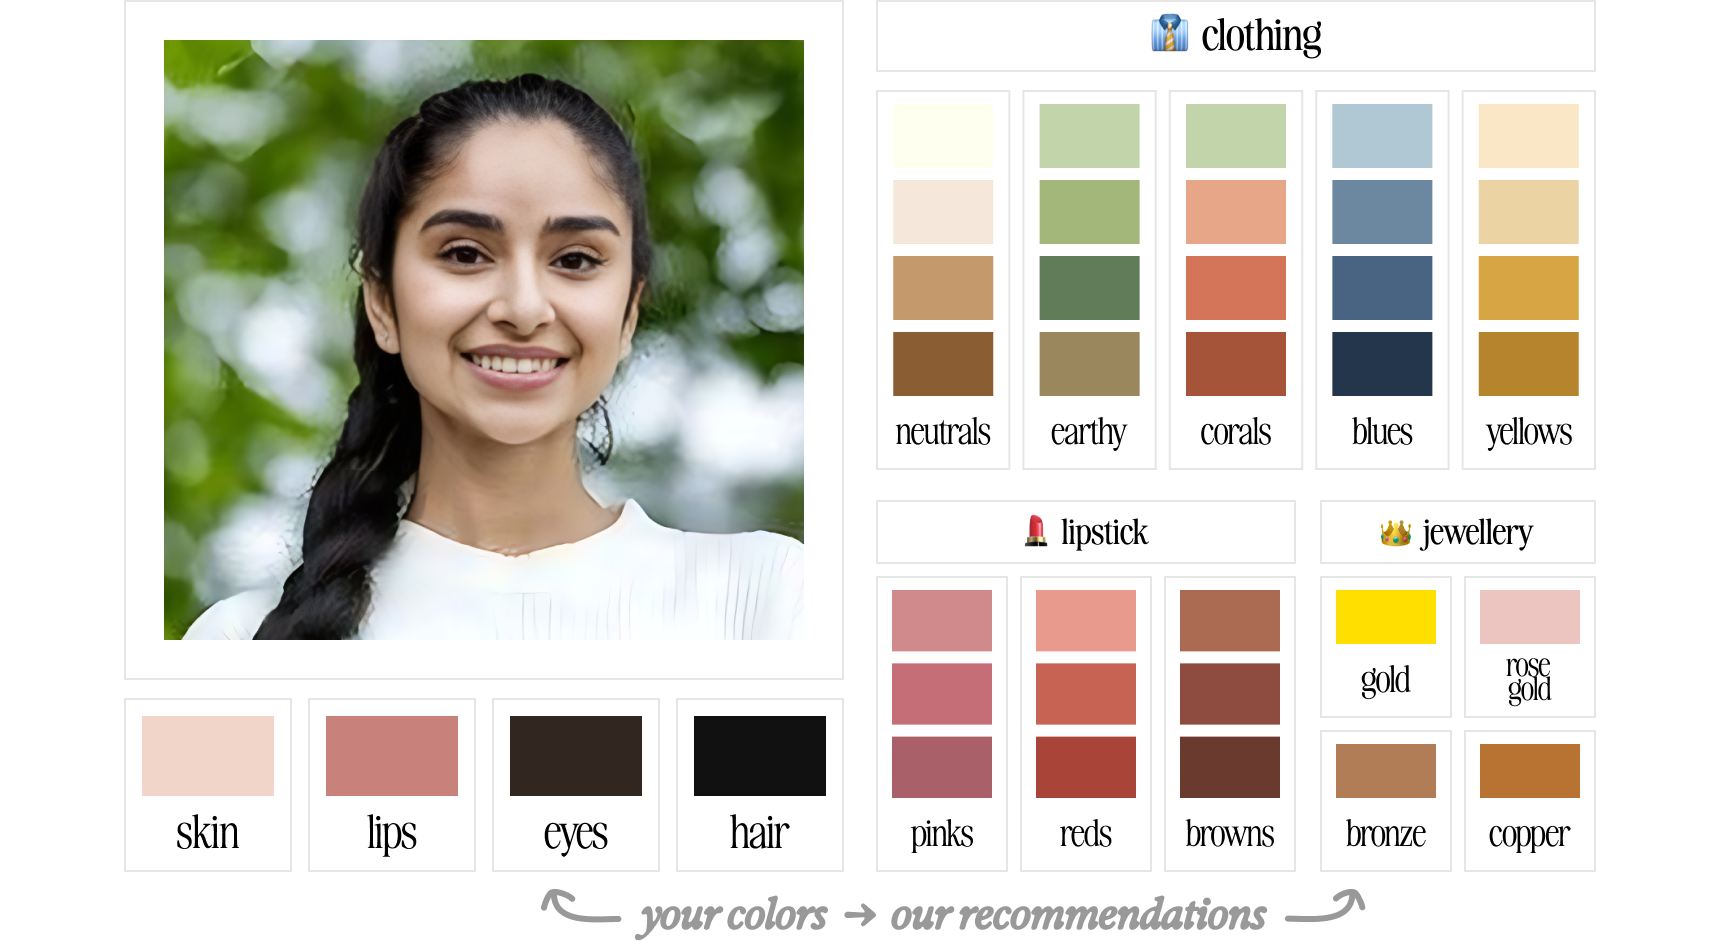 👔 clothing
neutrals
earthy
corals
blues
yellows
💄 lipstick
👑 jewellery
gold
rose
gold
skin
lips
eyes
hair
pinks
reds
browns
bronze
copper
your colors → our recommendations